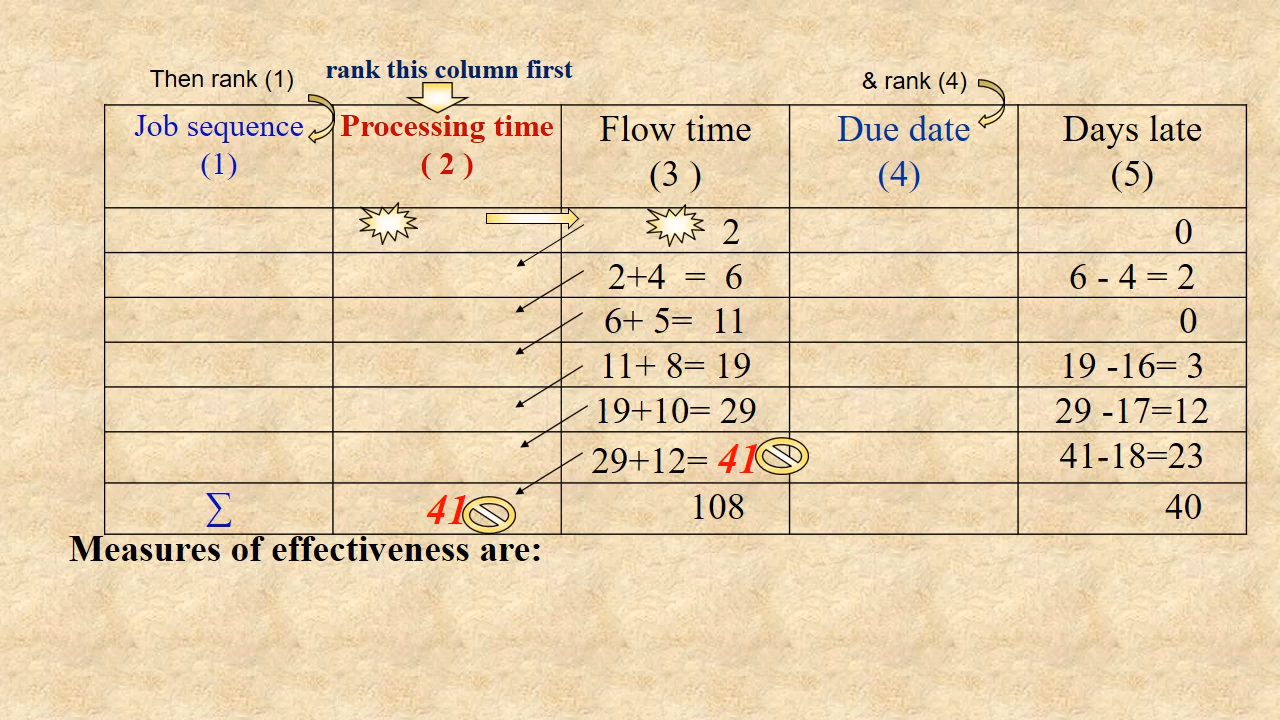 Then rank (1)
rank this column first
& rank (4)
Job sequence
(1)
Processing time
( 2 )
Flow time
(3 )
Due date
(4)
Days late
(5)
2
0
2+4 = 6
6 - 4 = 2
6+ 5= 11
0
11+ 8= 19
19 -16= 3
19+10= 29
29 -17=12
29+12= 41
41-18=23
∑
41
108
40
Measures of effectiveness are: